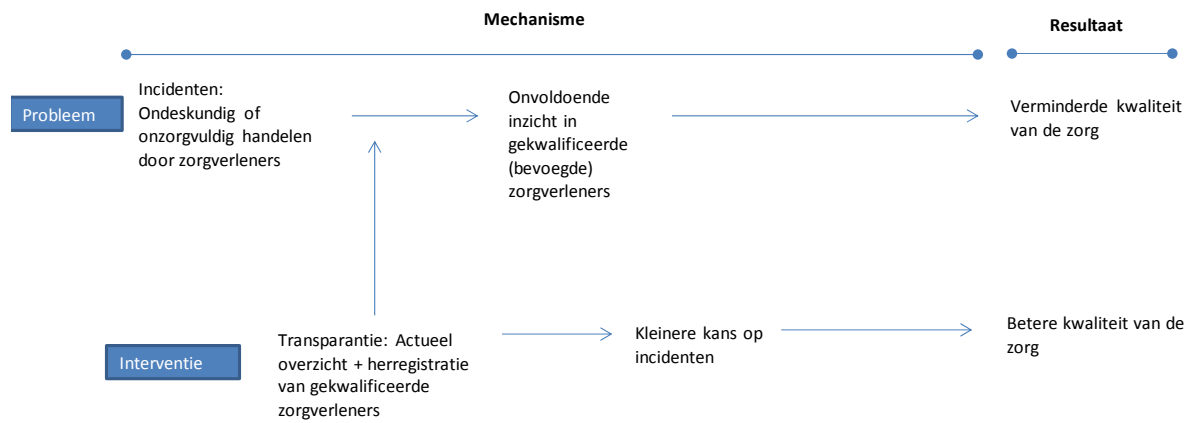 Mechanisme
Resultaat
Probleem
Incidenten:
Ondeskundig of
onzorgvuldig handelen
door zorgverleners
Onvoldoende
inzicht in
gekwalificeerde
(bevoegde)
zorgverleners
Verminderde kwaliteit
van de zorg
Interventie
Transparantie: Actueel
overzicht + herregistratie
van gekwalificeerde
zorgverleners
Kleinere kans op
incidenten
Betere kwaliteit van de
zorg